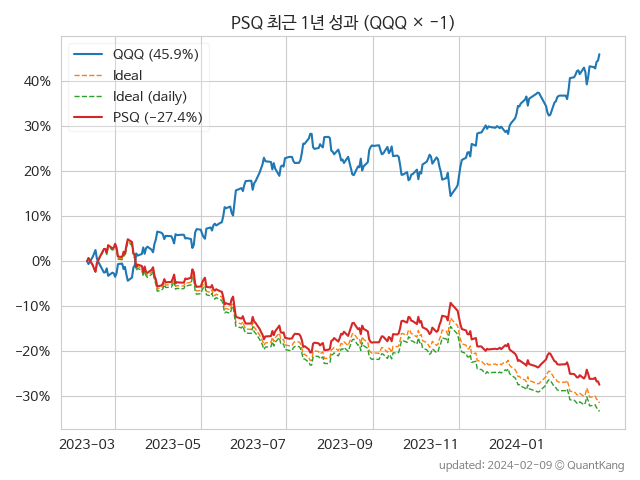 PSQ 최근 1년 성과 (QQQ × −1)
QQQ (45.9%)
Ideal
Ideal (daily)
PSQ (−27.4%)
40%
30%
20%
10%
0%
−10%
−20%
−30%
2023−03 2023−05 2023−07 2023−09 2023−11 2024−01
updated: 2024-02-09 © QuantKang